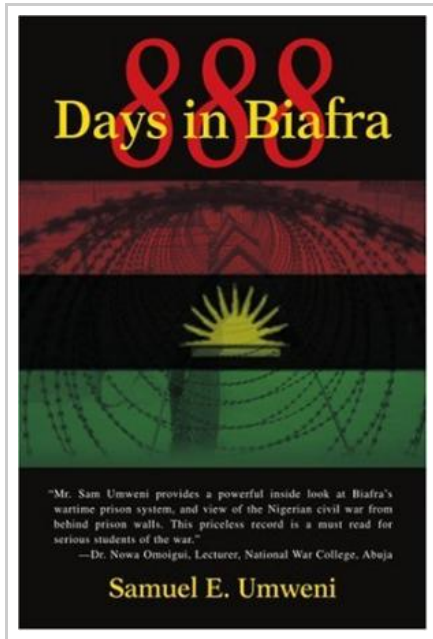 888
Days in Biafra
“Mr. Sam Umweni provides a powerful inside look at Biafra's
wartime prison system, and view of the Nigerian civil war from
behind prison walls. This priceless record is a must read for
serious students of the war.”
—Dr. Nowa Omoigui, Lecturer, National War College, Abuja
Samuel E. Umweni